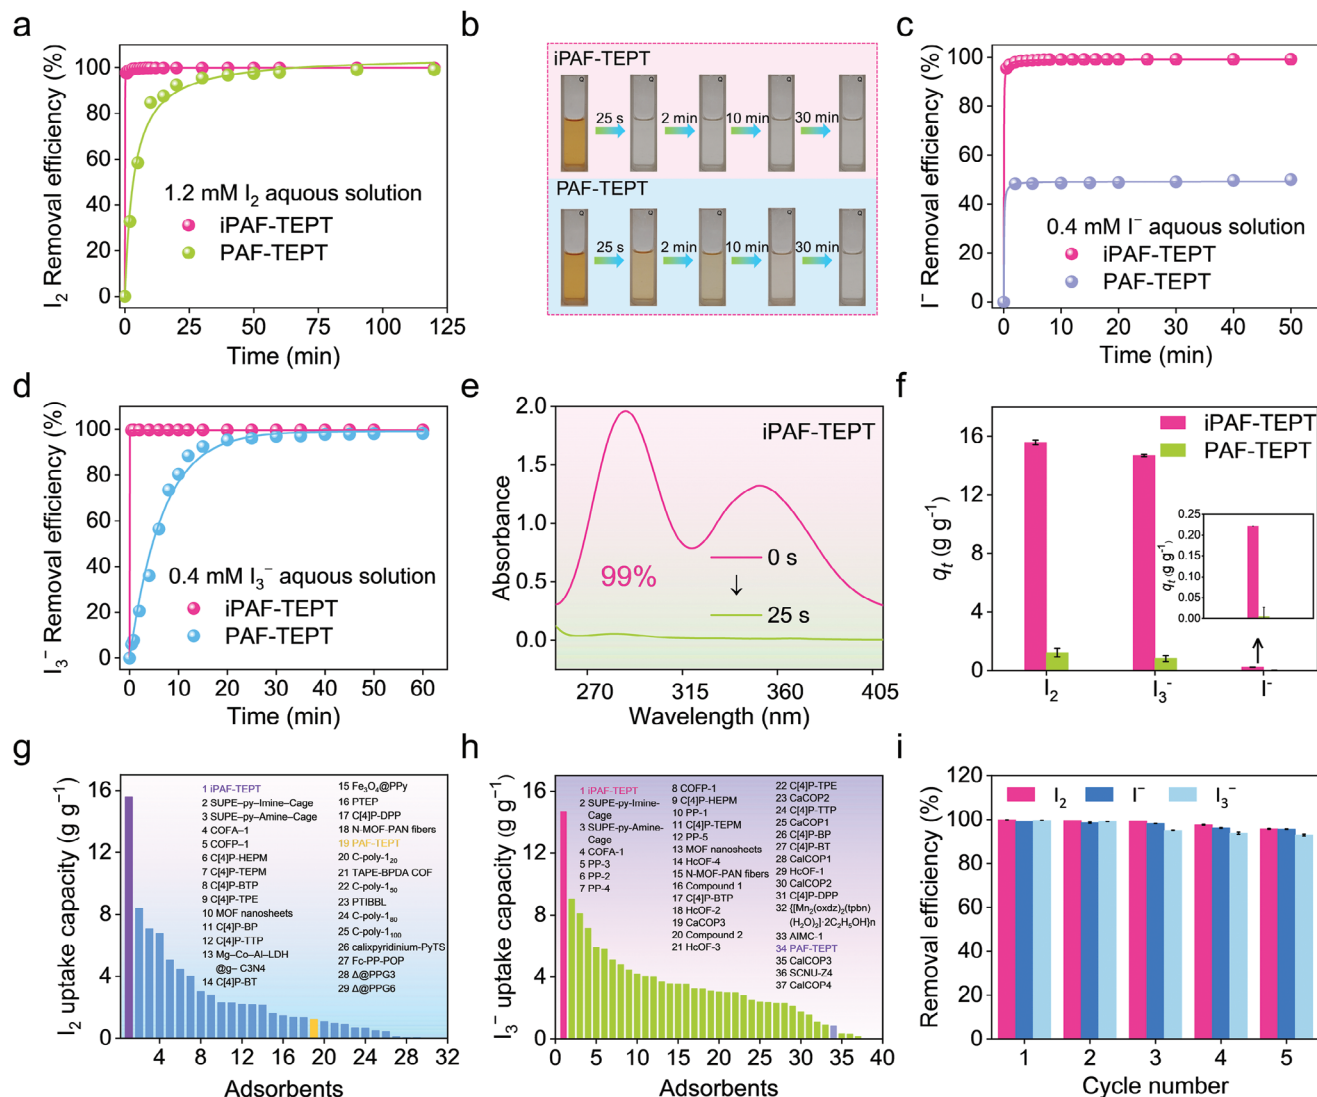 a
I₂ Removal efficiency (%)
100
80
60
40
20
0
1.2 mM I₂ aquous solution
iPAF-TEPT
PAF-TEPT
0 25 50 75 100 125
Time (min)
b
iPAF-TEPT
25 s 2 min 10 min 30 min
PAF-TEPT
25 s 2 min 10 min 30 min
c
I⁻ Removal efficiency (%)
100
80
60
40
20
0
0.4 mM I⁻ aquous solution
iPAF-TEPT
PAF-TEPT
0 10 20 30 40 50
Time (min)
d
I₃⁻ Removal efficiency (%)
100
80
60
40
20
0
0.4 mM I₃⁻ aquous solution
iPAF-TEPT
PAF-TEPT
0 10 20 30 40 50 60
Time (min)
e
Absorbance
2.0
1.5
1.0
0.5
0.0
iPAF-TEPT
99%
0 s
↓
25 s
270 315 360 405
Wavelength (nm)
f
qₜ (g g⁻¹)
16
12
8
4
0
iPAF-TEPT
PAF-TEPT
qₜ (g g⁻¹)
0.25
0.20
0.15
0.10
0.05
0.00
I₂ I₃⁻ I⁻
g
I₂ uptake capacity (g g⁻¹)
16
12
8
4
0
1 iPAF-TEPT
2 SUPE–py–Imine–Cage
3 SUPE–py–Amine–Cage
4 COFA–1
5 COFP–1
6 C[4]P-HEPM
7 C[4]P-TEPM
8 C[4]P-BTP
9 C[4]P-TPE
10 MOF nanosheets
11 C[4]P-BP
12 C[4]P-TTP
13 Mg–Co–Al–LDH
@g– C3N4
14 C[4]P-BT
15 Fe₃O₄@PPy
16 PTEP
17 C[4]P-DPP
18 N-MOF-PAN fibers
19 PAF-TEPT
20 C-poly-1₂₀
21 TAPE-BPDA COF
22 C-poly-1₅₀
23 PTIBBL
24 C-poly-1₈₀
25 C-poly-1₁₀₀
26 calixpyridinium-PyTS
27 Fc-PP-POP
28 Δ@PPG3
29 Δ@PPG6
4 8 12 16 20 24 28 32
Adsorbents
h
I₃⁻ uptake capacity (g g⁻¹)
16
12
8
4
0
1 iPAF-TEPT
2 SUPE-py-Imine-
Cage
3 SUPE-py-Amine-
Cage
4 COFA-1
5 PP-3
6 PP-2
7 PP-4
8 COFP-1
9 C[4]P-HEPM
10 PP-1
11 C[4]P-TEPM
12 PP-5
13 MOF nanosheets
14 HcOF-4
15 N-MOF-PAN fibers
16 Compound 1
17 C[4]P-BTP
18 HcOF-2
19 CaCOP3
20 Compound 2
21 HcOF-3
22 C[4]P-TPE
23 CaCOP2
24 C[4]P-TTP
25 CaCOP1
26 C[4]P-BP
27 C[4]P-BT
28 CalCOP1
29 HcOF-1
30 CalCOP2
31 C[4]P-DPP
32 {[Mn₂(oxdz)₂(tpbn)
(H₂O)₂]·2C₂H₅OH}n
33 AIMC-1
34 PAF-TEPT
35 CalCOP3
36 SCNU-Z4
37 CalCOP4
0 5 10 15 20 25 30 35 40
Adsorbents
i
Removal efficiency (%)
120
100
80
60
40
20
0
I₂ I⁻ I₃⁻
1 2 3 4 5
Cycle number